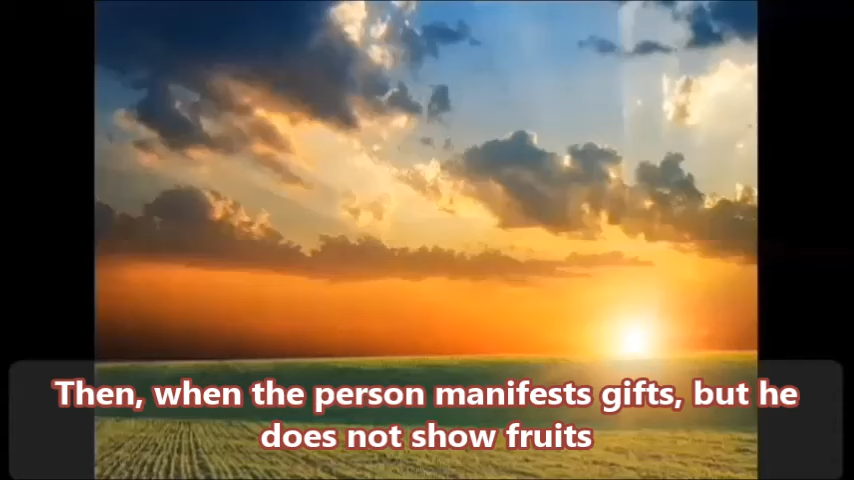 Then, when the person manifests gifts, but he
does not show fruits